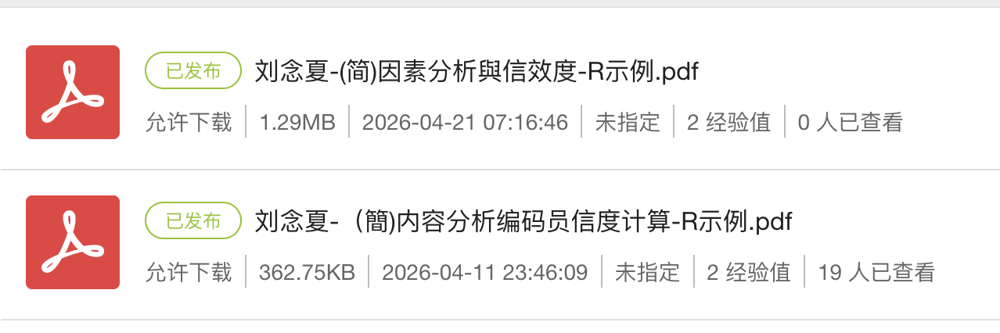 已发布 刘念夏-(简)因素分析與信效度-R示例.pdf
允许下载 1.29MB 2026-04-21 07:16:46 未指定 2 经验值 0 人已查看
已发布 刘念夏-（簡)内容分析编码员信度计算-R示例.pdf
允许下载 362.75KB 2026-04-11 23:46:09 未指定 2 经验值 19 人已查看